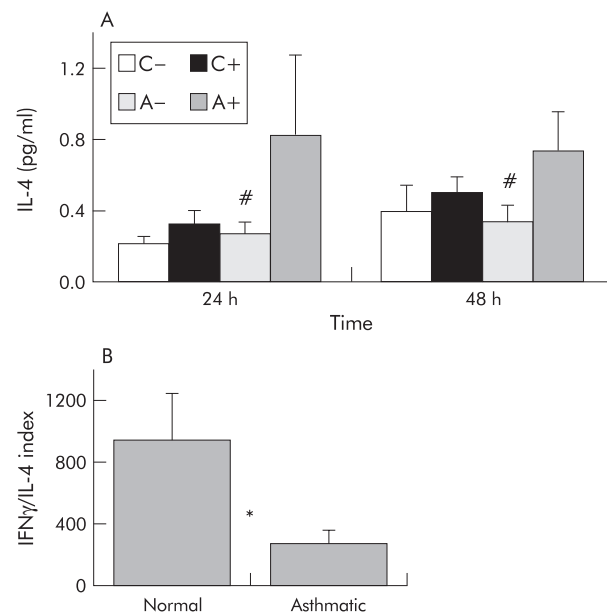 A
C– C+
A– A+
IL-4 (pg/ml)
1.2
0.8
0.4
0.0
#
#
24 h 48 h
Time
B
IFNγ/IL-4 index
1200
800
400
0
*
Normal Asthmatic